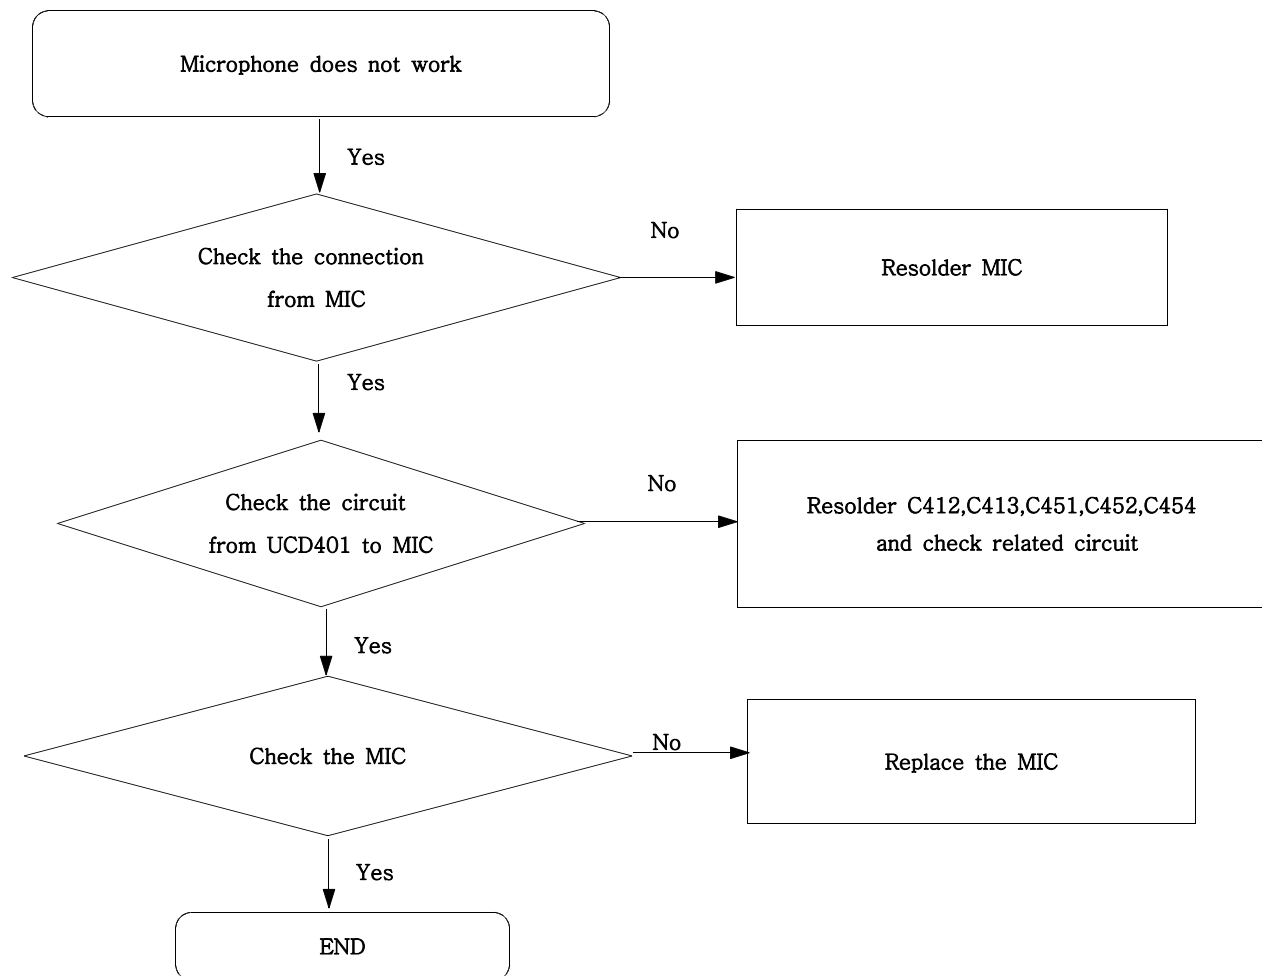 Microphone does not work
Yes
Check the connection
from MIC
No
Resolder MIC
Yes
Check the circuit
from UCD401 to MIC
No
Resolder C412,C413,C451,C452,C454
and check related circuit
Yes
Check the MIC
No
Replace the MIC
Yes
END